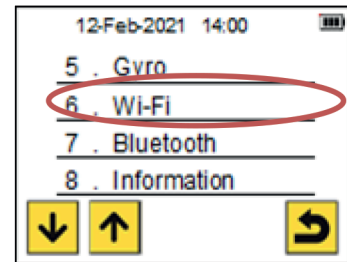 12-Feb-2021 14:00
5 . Gyro
6 . Wi-Fi
7 . Bluetooth
8 . Information